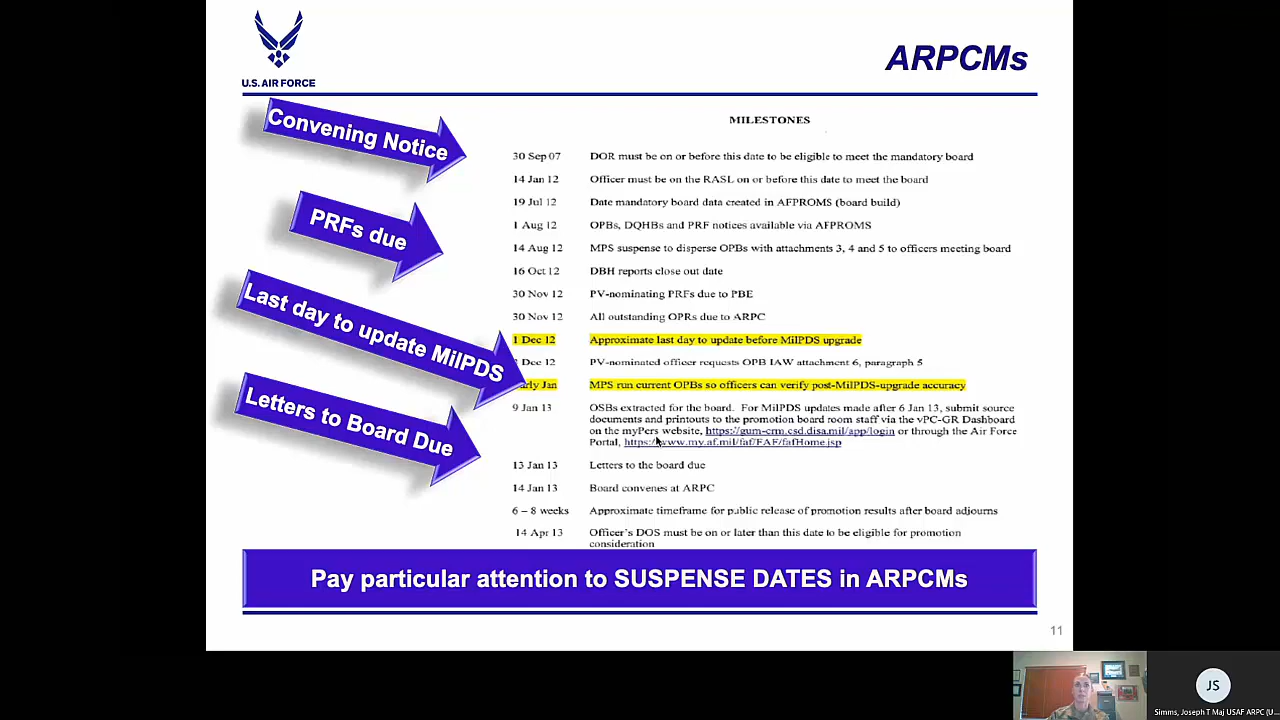 U.S. AIR FORCE
ARPCMs
Convening Notice
PRFs due
Last day to update MilPDS
Letters to Board Due
MILESTONES
30 Sep 07 DOR must be on or before this date to be eligible to meet the mandatory board
14 Jan 12 Officer must be on the RASL on or before this date to meet the board
19 Jul 12 Date mandatory board data created in AFPROMS (board build)
1 Aug 12 OPBs, DQHBs and PRF notices available via AFPROMS
14 Aug 12 MPS suspense to disperse OPBs with attachments 3, 4 and 5 to officers meeting board
16 Oct 12 DBH reports close out date
30 Nov 12 PV-nominating PRFs due to PBE
30 Nov 12 All outstanding OPRs due to ARPC
1 Dec 12 Approximate last day to update before MilPDS upgrade
Dec 12 PV-nominated officer requests OPB IAW attachment 6, paragraph 5
arly Jan MPS run current OPBs so officers can verify post-MilPDS-upgrade accuracy
9 Jan 13 OSBs extracted for the board. For MilPDS updates made after 6 Jan 13, submit source
documents and printouts to the promotion board room staff via the vPC-GR Dashboard
on the myPers website, https://gum-crm.csd.disa.mil/app/login or through the Air Force
Portal, https://www.my.af.mil/faf/FAF/fafHome.jsp
13 Jan 13 Letters to the board due
14 Jan 13 Board convenes at ARPC
6 – 8 weeks Approximate timeframe for public release of promotion results after board adjourns
14 Apr 13 Officer's DOS must be on or later than this date to be eligible for promotion
consideration
Pay particular attention to SUSPENSE DATES in ARPCMs
11
JS
Simms, Joseph T Maj USAF ARPC (U...